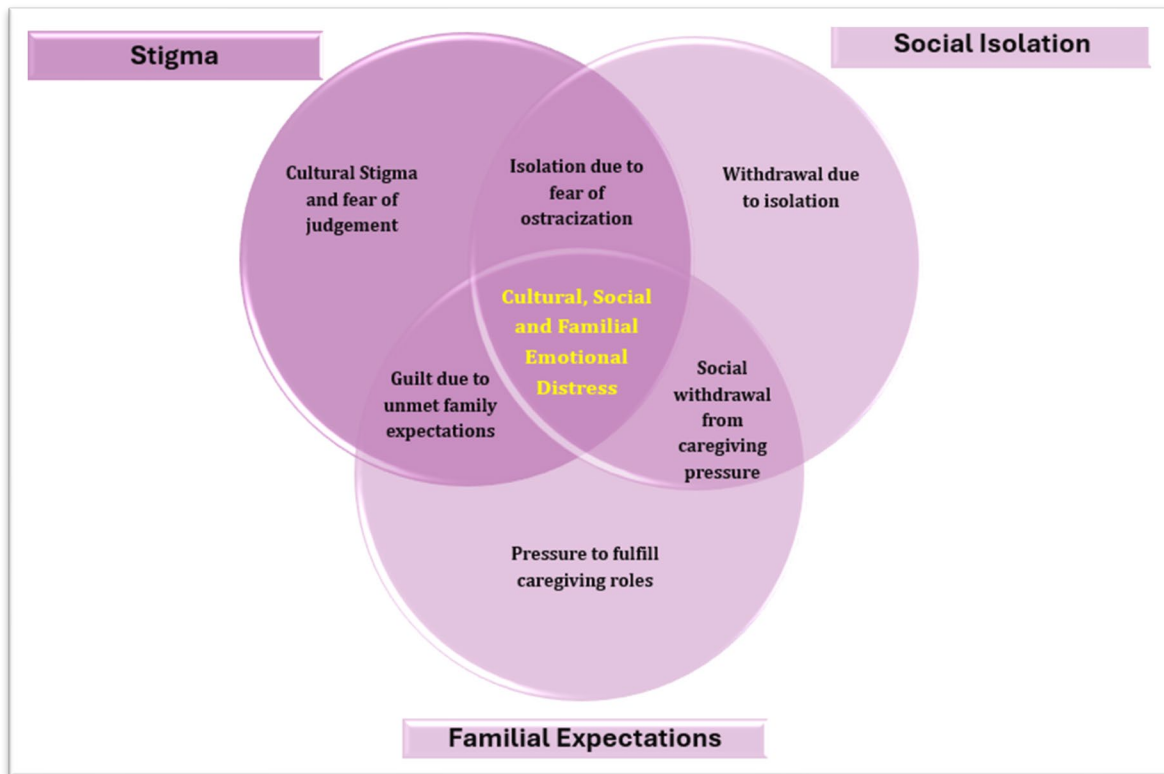 Stigma
Social Isolation
Cultural Stigma
and fear of
judgement
Isolation due to
fear of
ostracization
Withdrawal due
to isolation
Cultural, Social
and Familial
Emotional
Distress
Guilt due to
unmet family
expectations
Social
withdrawal
from
caregiving
pressure
Pressure to fulfill
caregiving roles
Familial Expectations